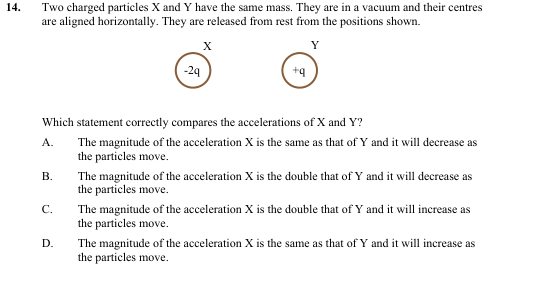 14. Two charged particles X and Y have the same mass. They are in a vacuum and their centres
are aligned horizontally. They are released from rest from the positions shown.
X Y
-2q +q
Which statement correctly compares the accelerations of X and Y?
A. The magnitude of the acceleration X is the same as that of Y and it will decrease as
the particles move.
B. The magnitude of the acceleration X is the double that of Y and it will decrease as
the particles move.
C. The magnitude of the acceleration X is the double that of Y and it will increase as
the particles move.
D. The magnitude of the acceleration X is the same as that of Y and it will increase as
the particles move.